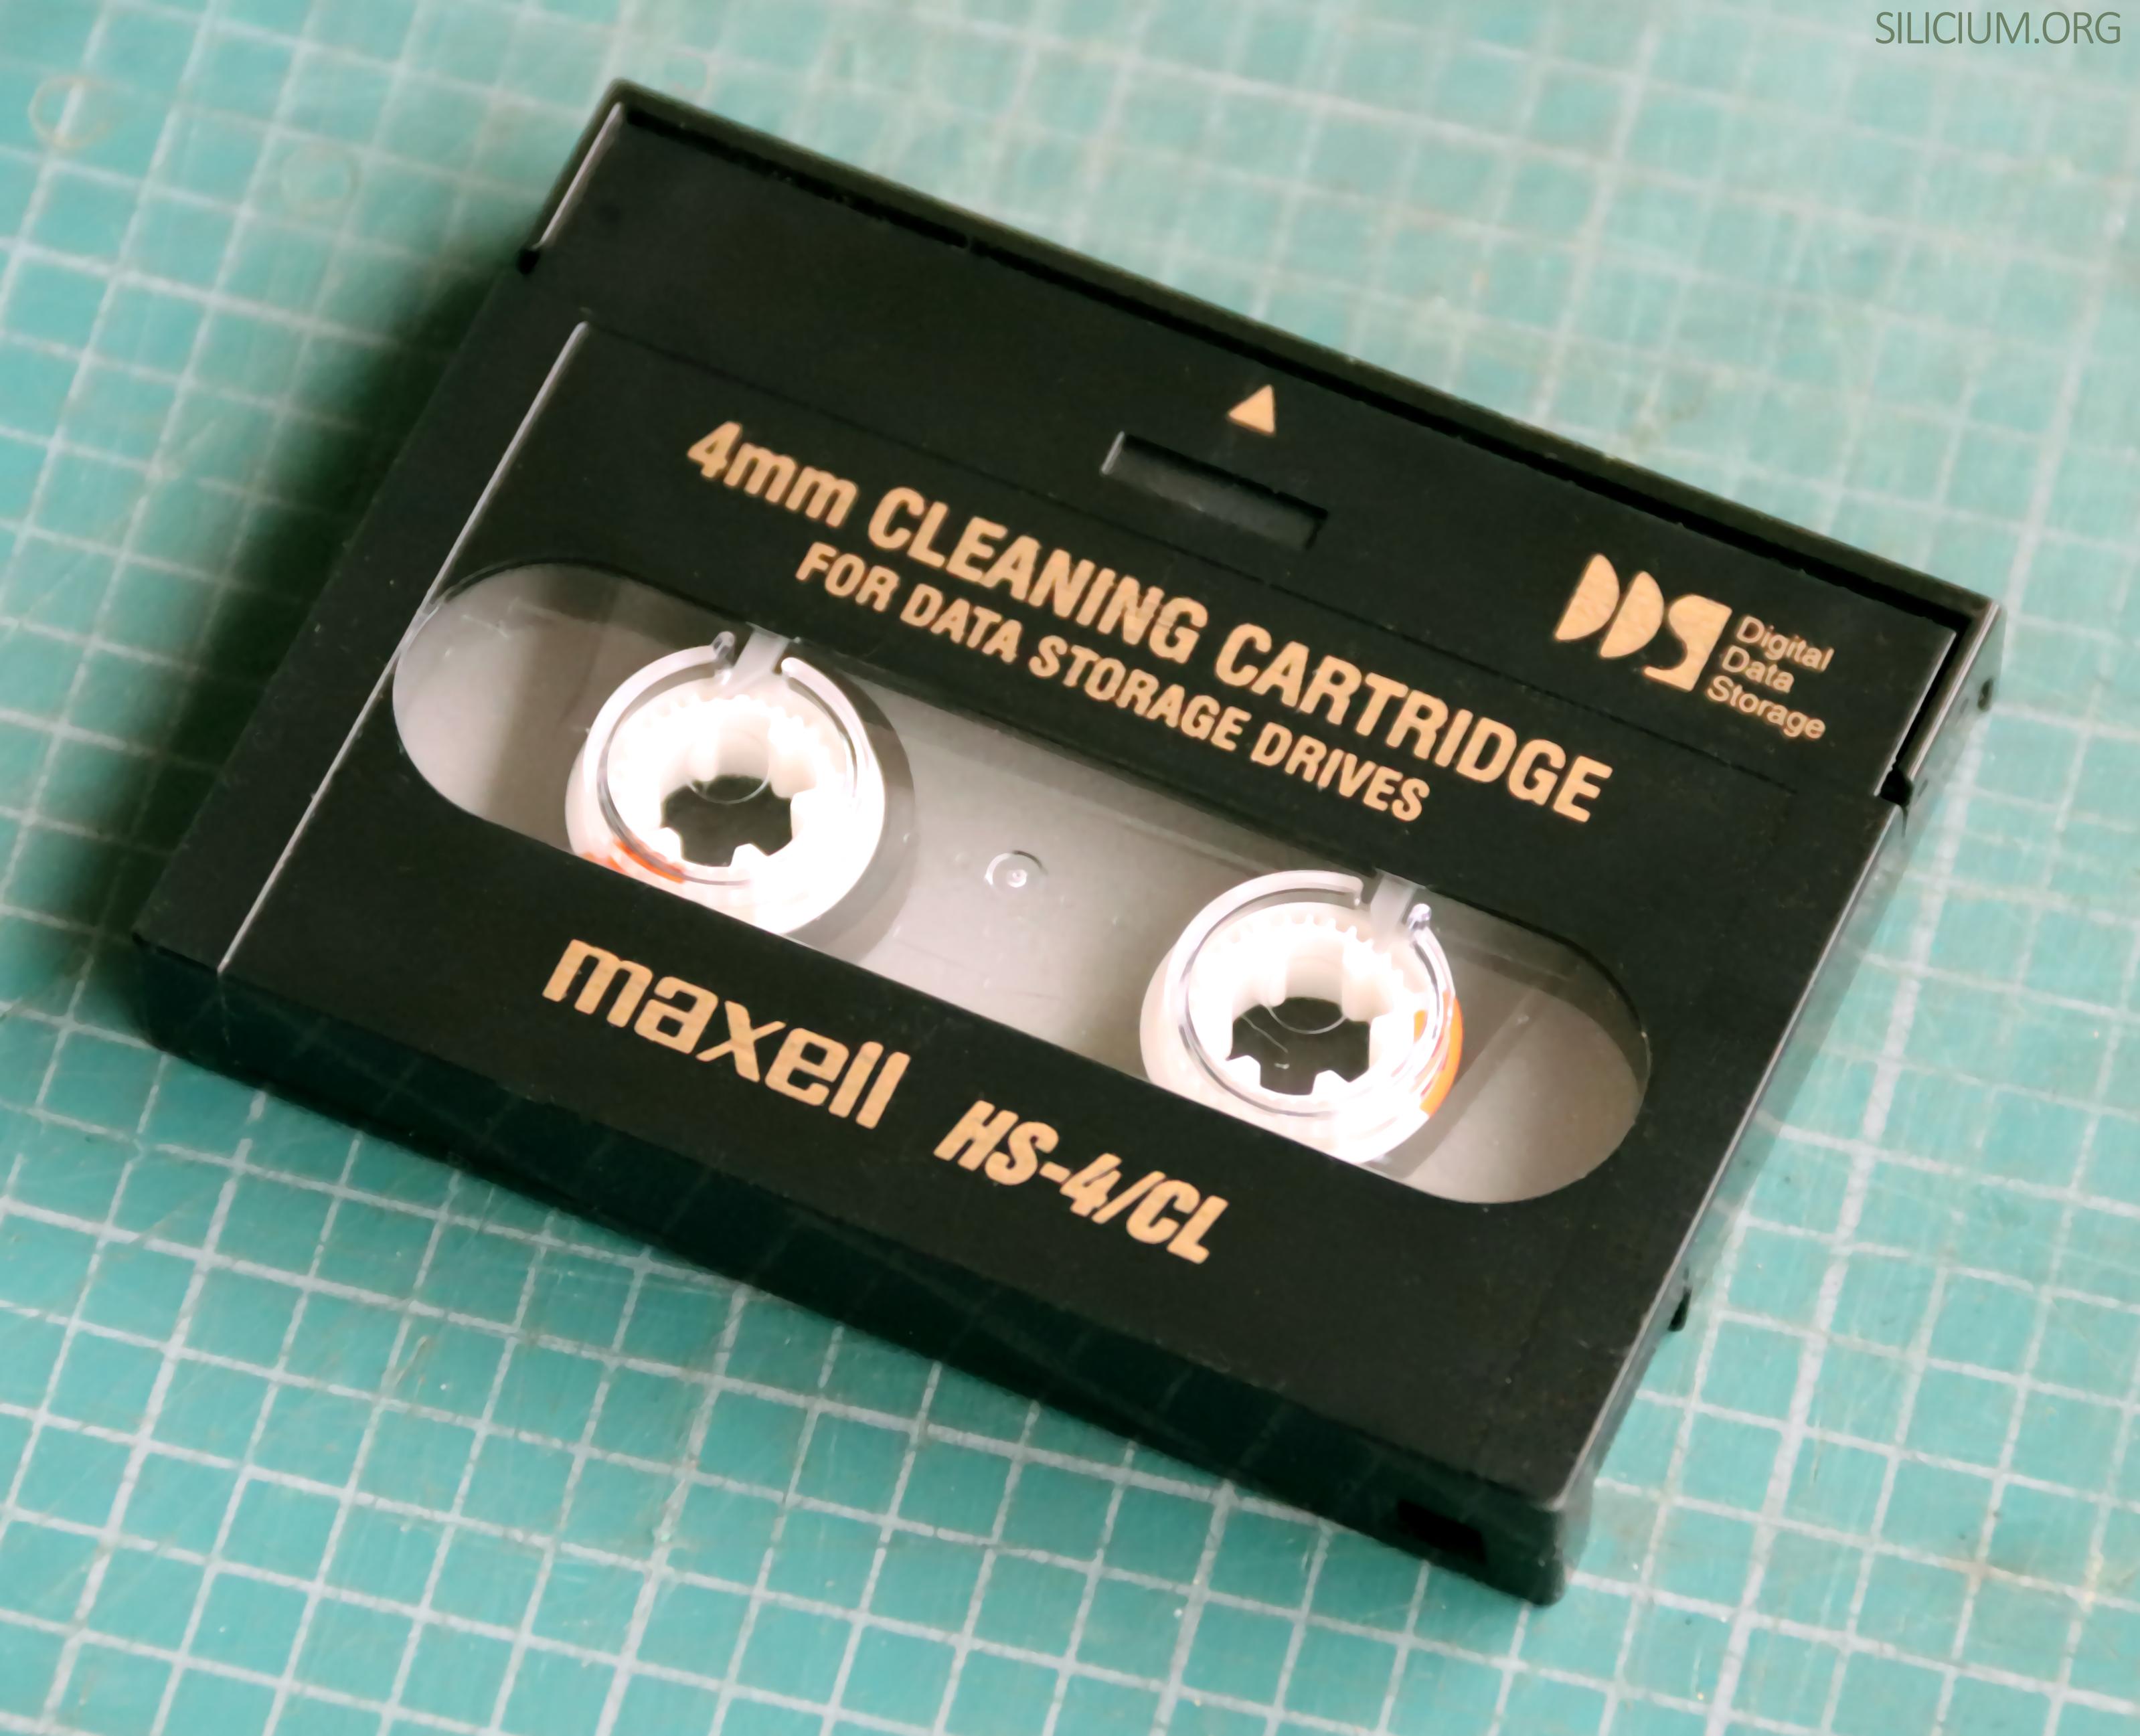 SILICIUM.ORG
4mm CLEANING CARTRIDGE
FOR DATA STORAGE DRIVES
DDS
Digital
Data
Storage
maxell HS-4/CL